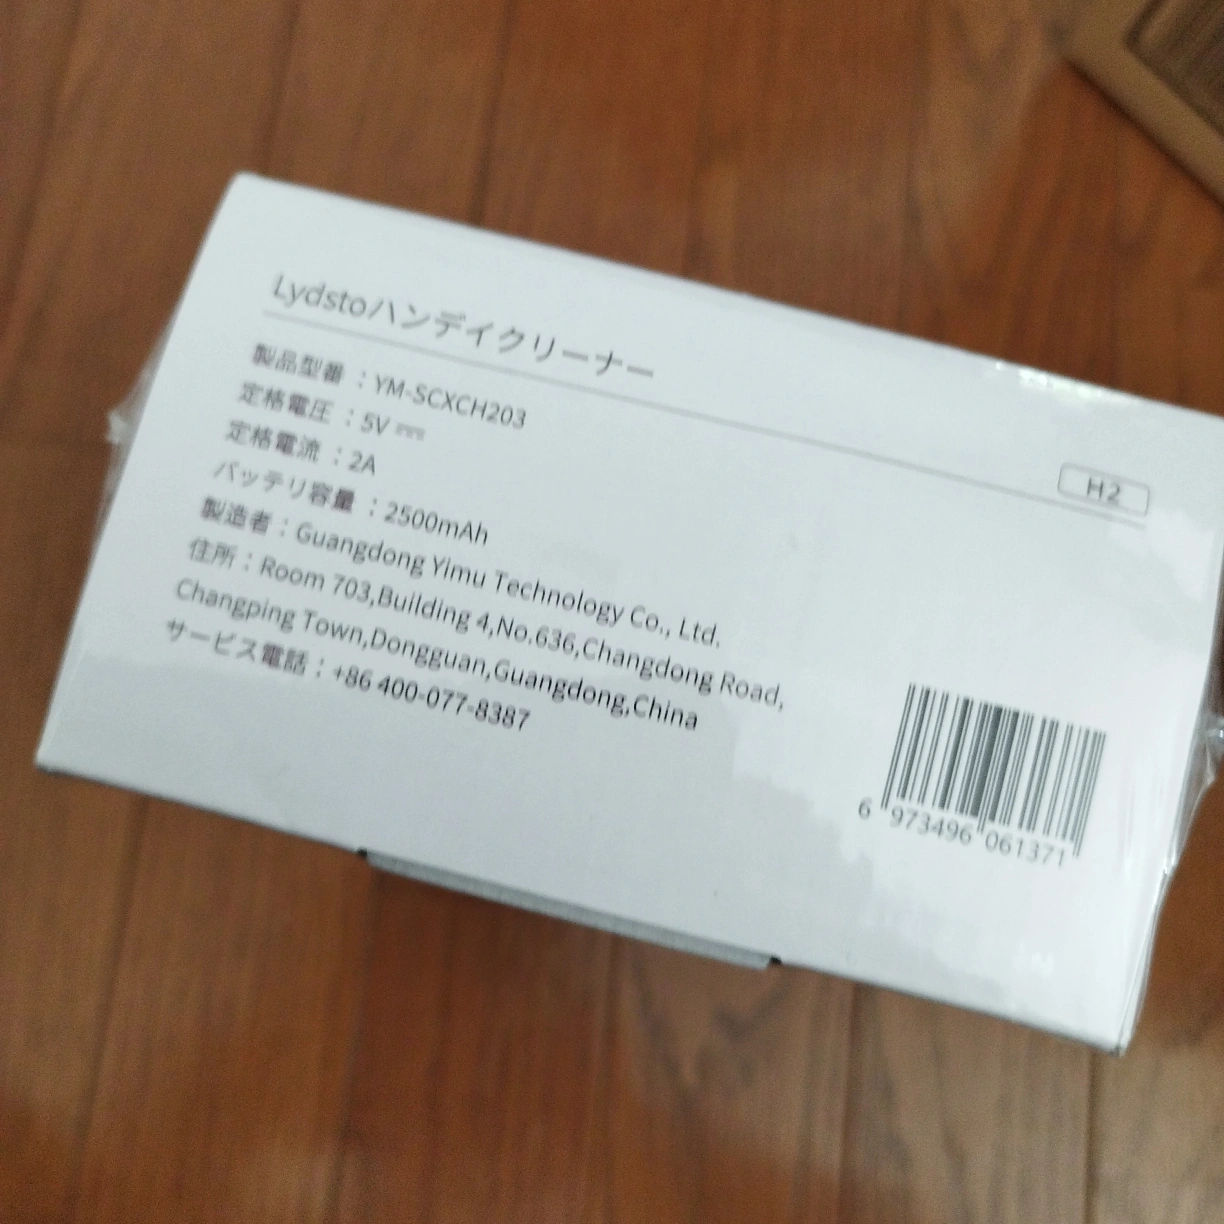 Lydstoハンデイクリーナー
H2
製品型番 ：YM-SCXCH203
定格電圧 ：5V ⎓
定格電流 ：2A
バッテリ容量 ：2500mAh
製造者：Guangdong Yimu Technology Co., Ltd.
住所：Room 703,Building 4,No.636,Changdong Road,
Changping Town,Dongguan,Guangdong,China
サービス電話：+86 400-077-8387
6 973496 061371